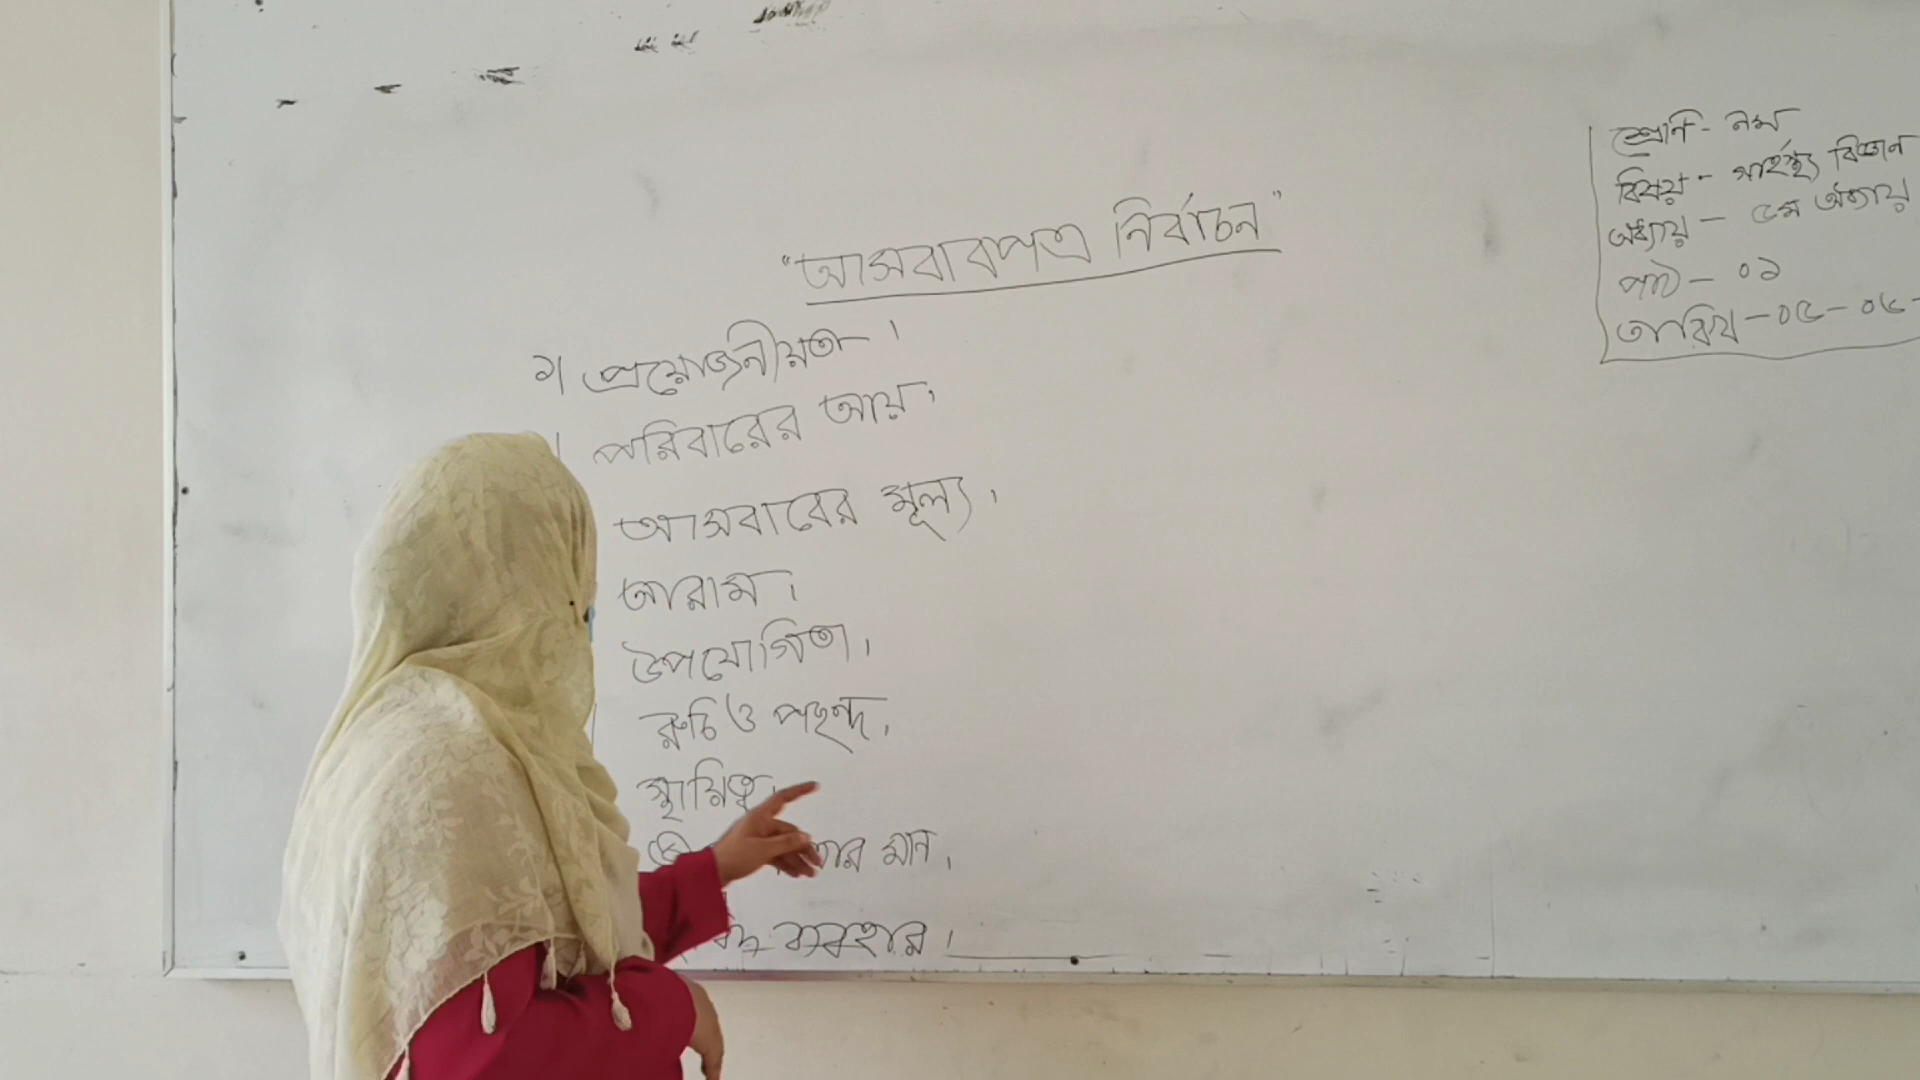 শ্রেণি - নবম
বিষয় - গার্হস্থ্য বিজ্ঞান
অধ্যায় - ৫ম অধ্যায়
পাঠ - ০১
তারিখ - ০৫ - ০৫ -
"আসবাবপত্র নির্বাচন"
১। প্রয়োজনীয়তা।
পরিবারের আয়।
আসবাবের মূল্য।
আরাম।
উপযোগিতা।
রুচি ও পছন্দ।
স্থায়িত্ব।
মান।
ব্যবহার।